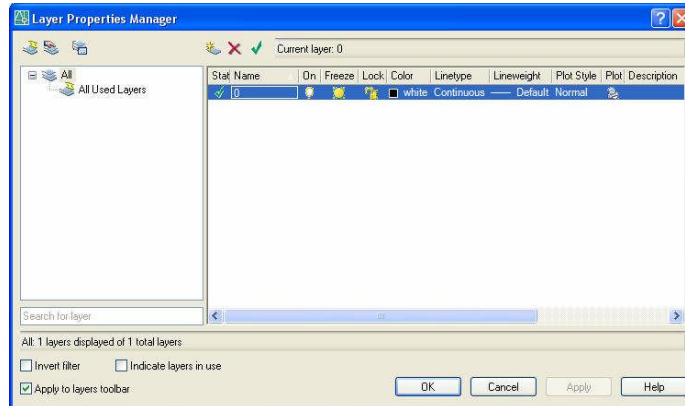 Layer Properties Manager
Current layer: 0
All
All Used Layers
Stat Name On Freeze Lock Color Linetype Lineweight Plot Style Plot Description
0 white Continuous Default Normal
Search for layer
All: 1 layers displayed of 1 total layers
Invert filter Indicate layers in use
Apply to layers toolbar
OK Cancel Apply Help